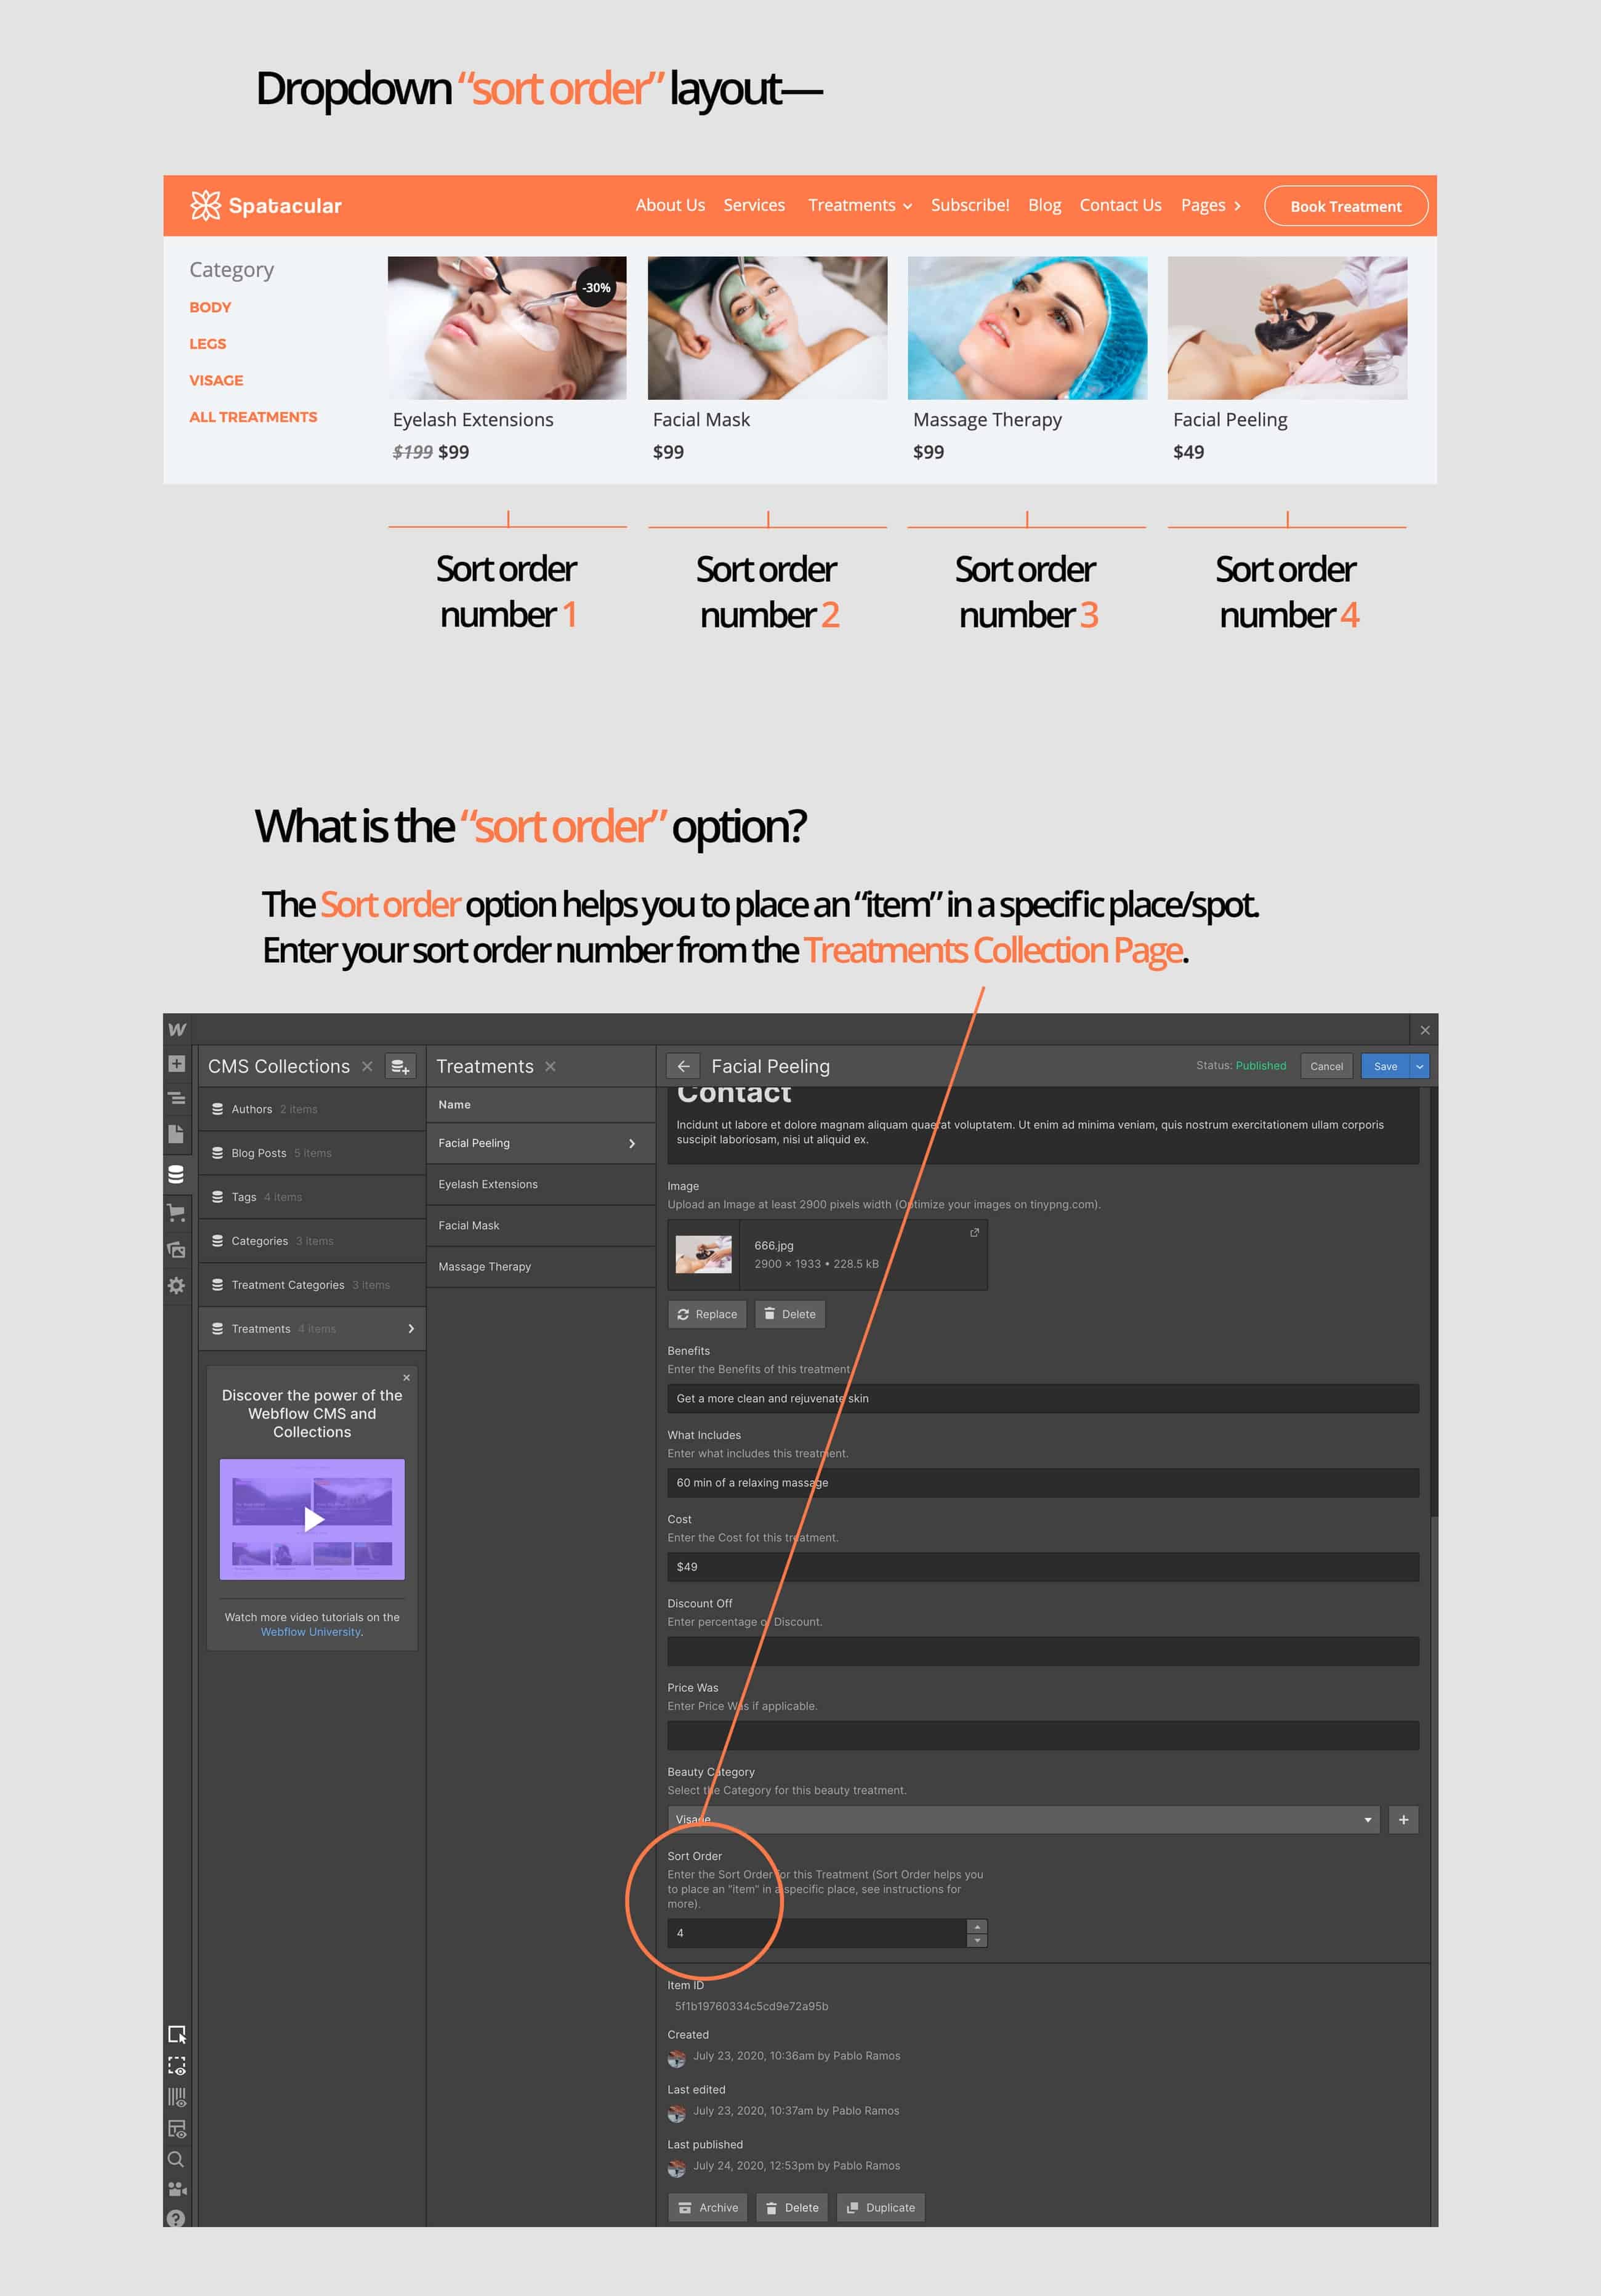 Dropdown “sort order” layout—
Spatacular
About Us Services Treatments Subscribe! Blog Contact Us Pages Book Treatment
Category
BODY
LEGS
VISAGE
ALL TREATMENTS
-30%
Eyelash Extensions
$199 $99
Facial Mask
$99
Massage Therapy
$99
Facial Peeling
$49
Sort order
number 1
Sort order
number 2
Sort order
number 3
Sort order
number 4
What is the “sort order” option?
The Sort order option helps you to place an “item” in a specific place/spot.
Enter your sort order number from the Treatments Collection Page.
CMS Collections
Authors 2 items
Blog Posts 5 items
Tags 4 items
Categories 3 items
Treatment Categories 3 items
Treatments 4 items
Discover the power of the
Webflow CMS and
Collections
Watch more video tutorials on the
Webflow University.
Treatments
Name
Facial Peeling
Eyelash Extensions
Facial Mask
Massage Therapy
Facial Peeling
Status: Published
Cancel
Save
Contact
Incidunt ut labore et dolore magnam aliquam quaerat voluptatem. Ut enim ad minima veniam, quis nostrum exercitationem ullam corporis
suscipit laboriosam, nisi ut aliquid ex.
Image
Upload an Image at least 2900 pixels width (Optimize your images on tinypng.com).
666.jpg
2900 × 1933 • 228.5 kB
Replace
Delete
Benefits
Enter the Benefits of this treatment
Get a more clean and rejuvenate skin
What Includes
Enter what includes this treatment.
60 min of a relaxing massage
Cost
Enter the Cost fot this treatment.
$49
Discount Off
Enter percentage of Discount.
Price Was
Enter Price Was if applicable.
Beauty Category
Select the Category for this beauty treatment.
Visage
Sort Order
Enter the Sort Order for this Treatment (Sort Order helps you
to place an "item" in a specific place, see instructions for
more).
4
Item ID
5f1b19760334c5cd9e72a95b
Created
July 23, 2020, 10:36am by Pablo Ramos
Last edited
July 23, 2020, 10:37am by Pablo Ramos
Last published
July 24, 2020, 12:53pm by Pablo Ramos
Archive
Delete
Duplicate